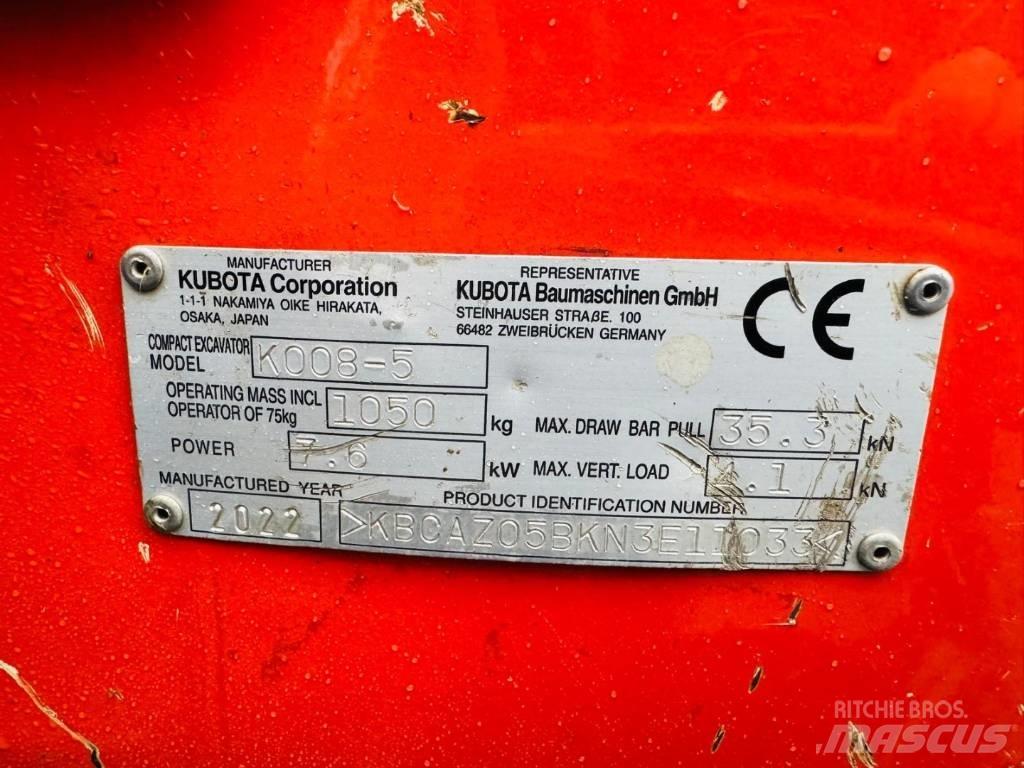 MANUFACTURER
KUBOTA Corporation
1-1-1 NAKAMIYA OIKE HIRAKATA,
OSAKA, JAPAN
REPRESENTATIVE
KUBOTA Baumaschinen GmbH
STEINHAUSER STRAßE. 100
66482 ZWEIBRÜCKEN GERMANY
CE
COMPACT EXCAVATOR
MODEL K008-5
OPERATING MASS INCL
OPERATOR OF 75kg 1050 kg
MAX. DRAW BAR PULL 35.3 kN
POWER 7.6 kW
MAX. VERT. LOAD kN
MANUFACTURED YEAR
2022
PRODUCT IDENTIFICATION NUMBER
>KBCAZ05BKN3E11033<
RITCHIE BROS.
MASCUS